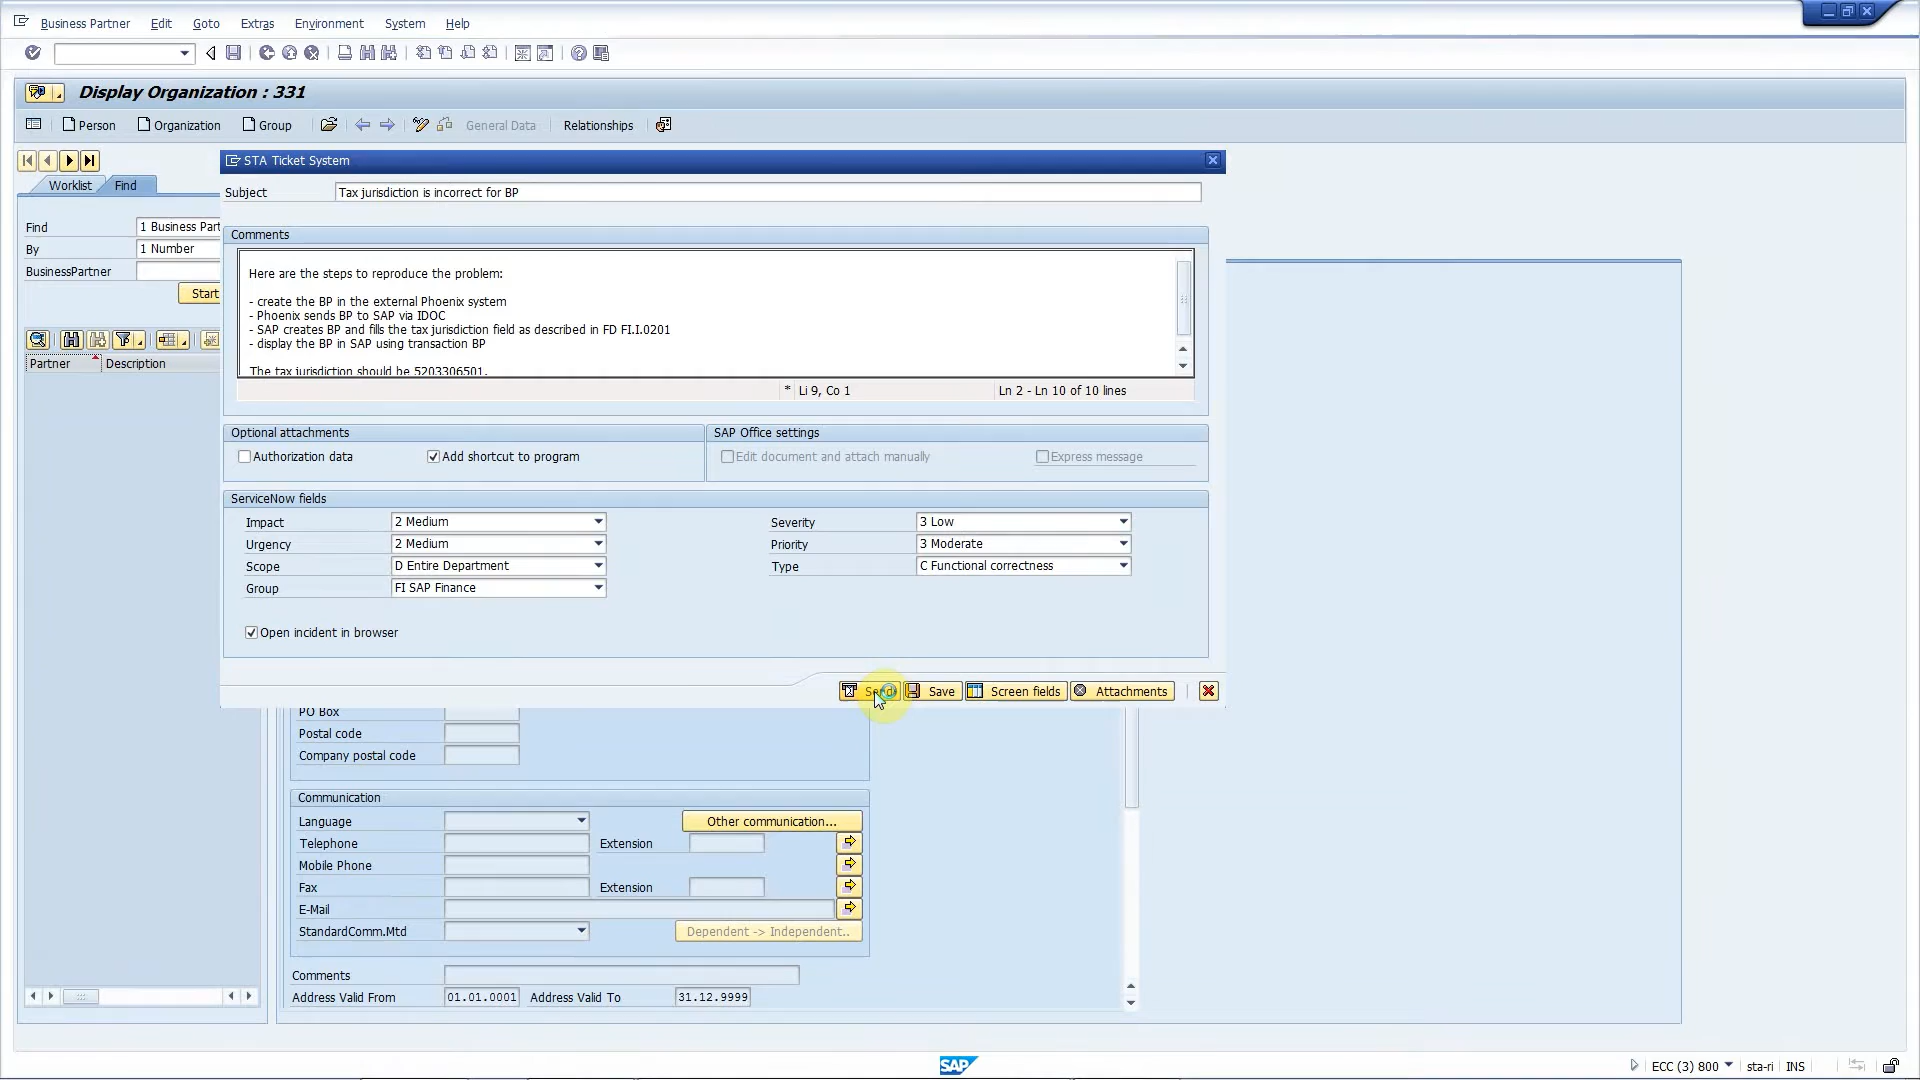 Business Partner Edit Goto Extras Environment System Help
Display Organization : 331
Person Organization Group General Data Relationships
STA Ticket System
Worklist Find
Subject Tax jurisdiction is incorrect for BP
Find 1 Business Part
By 1 Number
BusinessPartner
Start
Partner Description
Comments
Here are the steps to reproduce the problem:
- create the BP in the external Phoenix system
- Phoenix sends BP to SAP via IDOC
- SAP creates BP and fills the tax jurisdiction field as described in FD FI.I.0201
- display the BP in SAP using transaction BP
The tax jurisdiction should be 5203306501.
* Li 9, Co 1 Ln 2 - Ln 10 of 10 lines
Optional attachments SAP Office settings
Authorization data Add shortcut to program Edit document and attach manually Express message
ServiceNow fields
Impact 2 Medium Severity 3 Low
Urgency 2 Medium Priority 3 Moderate
Scope D Entire Department Type C Functional correctness
Group FI SAP Finance
Open incident in browser
Send Save Screen fields Attachments
PO Box
Postal code
Company postal code
Communication
Language Other communication...
Telephone Extension
Mobile Phone
Fax Extension
E-Mail
StandardComm.Mtd Dependent -> Independent..
Comments
Address Valid From 01.01.0001 Address Valid To 31.12.9999
SAP ECC (3) 800 sta-ri INS